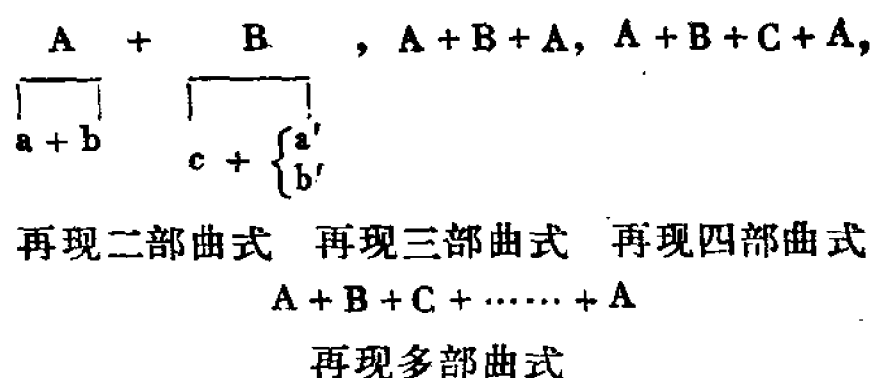 A + B , A + B + A, A + B + C + A,
a + b c + { a′
b′
再现二部曲式 再现三部曲式 再现四部曲式
A + B + C + …… + A
再现多部曲式